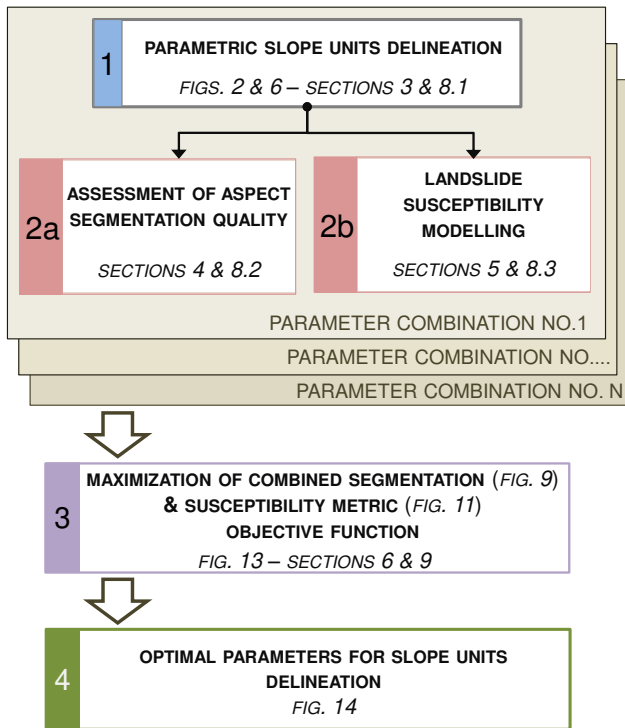 1
PARAMETRIC SLOPE UNITS DELINEATION
FIGS. 2 & 6 – SECTIONS 3 & 8.1
2a
ASSESSMENT OF ASPECT
SEGMENTATION QUALITY
SECTIONS 4 & 8.2
2b
LANDSLIDE
SUSCEPTIBILITY
MODELLING
SECTIONS 5 & 8.3
PARAMETER COMBINATION NO.1
PARAMETER COMBINATION NO....
PARAMETER COMBINATION NO. N
3
MAXIMIZATION OF COMBINED SEGMENTATION (FIG. 9)
& SUSCEPTIBILITY METRIC (FIG. 11)
OBJECTIVE FUNCTION
FIG. 13 – SECTIONS 6 & 9
4
OPTIMAL PARAMETERS FOR SLOPE UNITS
DELINEATION
FIG. 14